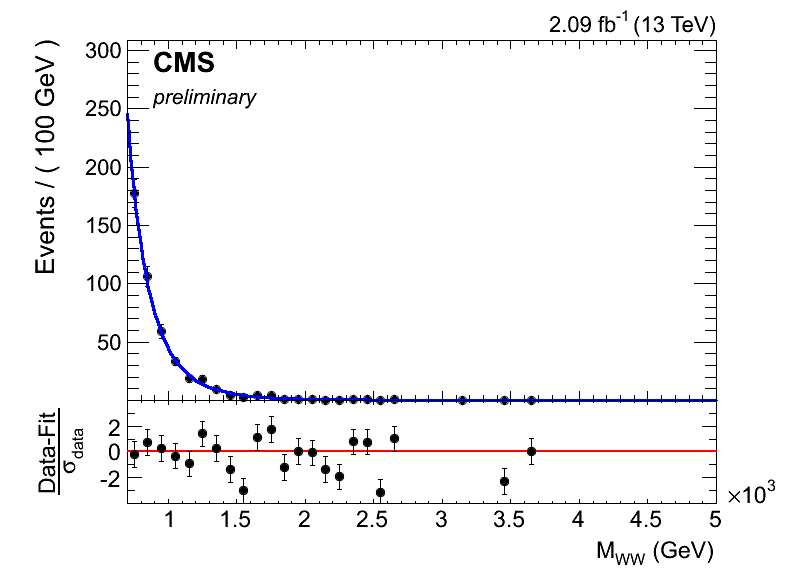 2.09 fb⁻¹ (13 TeV)
CMS
preliminary
Events / ( 100 GeV )
300
250
200
150
100
50
Data-Fit
σdata
2
0
-2
1
1.5
2
2.5
3
3.5
4
4.5
5
×10³
M_WW (GeV)